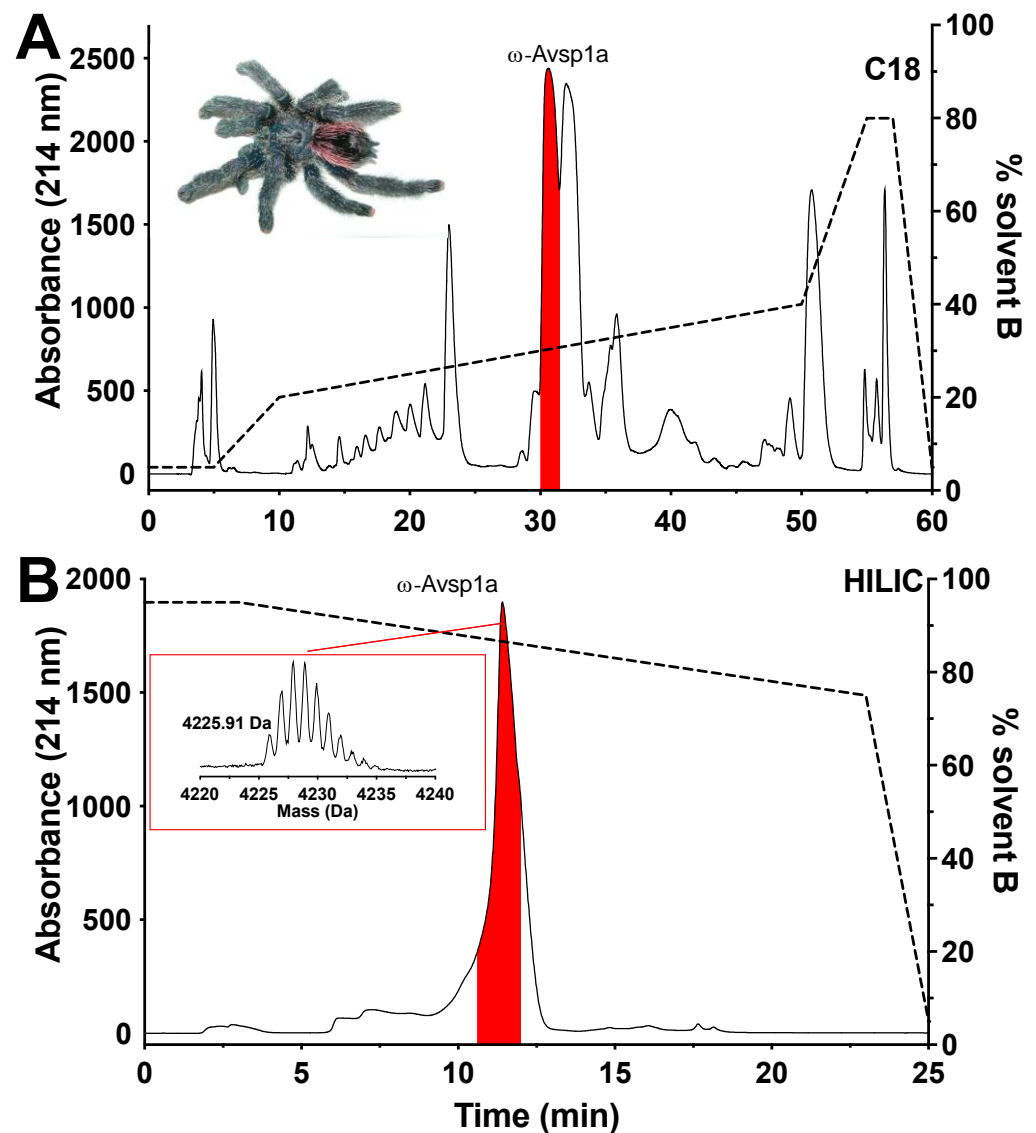 A
ω-Avsp1a
C18
Absorbance (214 nm)
2500
2000
1500
1000
500
0
100
80
60
40
20
0
% solvent B
0 10 20 30 40 50 60
B
ω-Avsp1a
HILIC
Absorbance (214 nm)
2000
1500
1000
500
0
4225.91 Da
4220 4225 4230 4235 4240
Mass (Da)
100
80
60
40
20
0
% solvent B
0 5 10 15 20 25
Time (min)